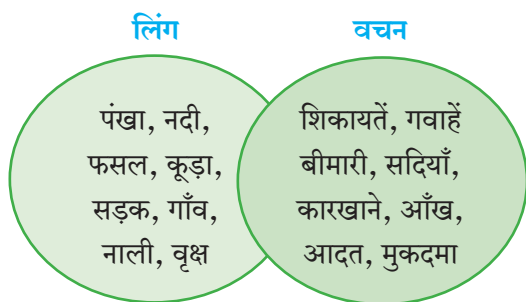 लिंग
वचन
पंखा, नदी,
फसल, कूड़ा,
सड़क, गाँव,
नाली, वृक्ष
शिकायतें, गवाहें
बीमारी, सदियाँ,
कारखाने, आँख,
आदत, मुकदमा